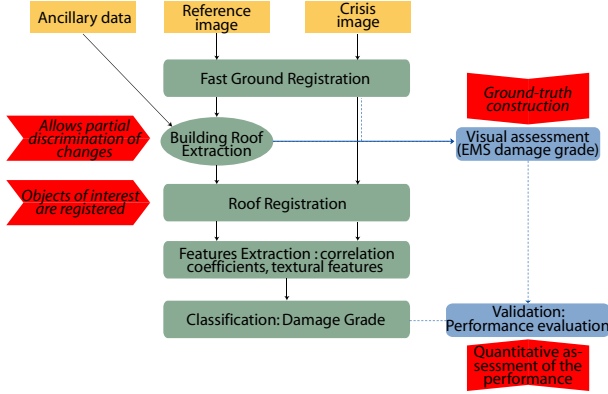 Ancillary data
Reference
image
Crisis
image
Fast Ground Registration
Ground-truth
construction
Allows partial
discrimination of
changes
Building Roof
Extraction
Visual assessment
(EMS damage grade)
Objects of interest
are registered
Roof Registration
Features Extraction : correlation
coefficients, textural features
Classification: Damage Grade
Validation:
Performance evaluation
Quantitative as-
sessment of the
performance